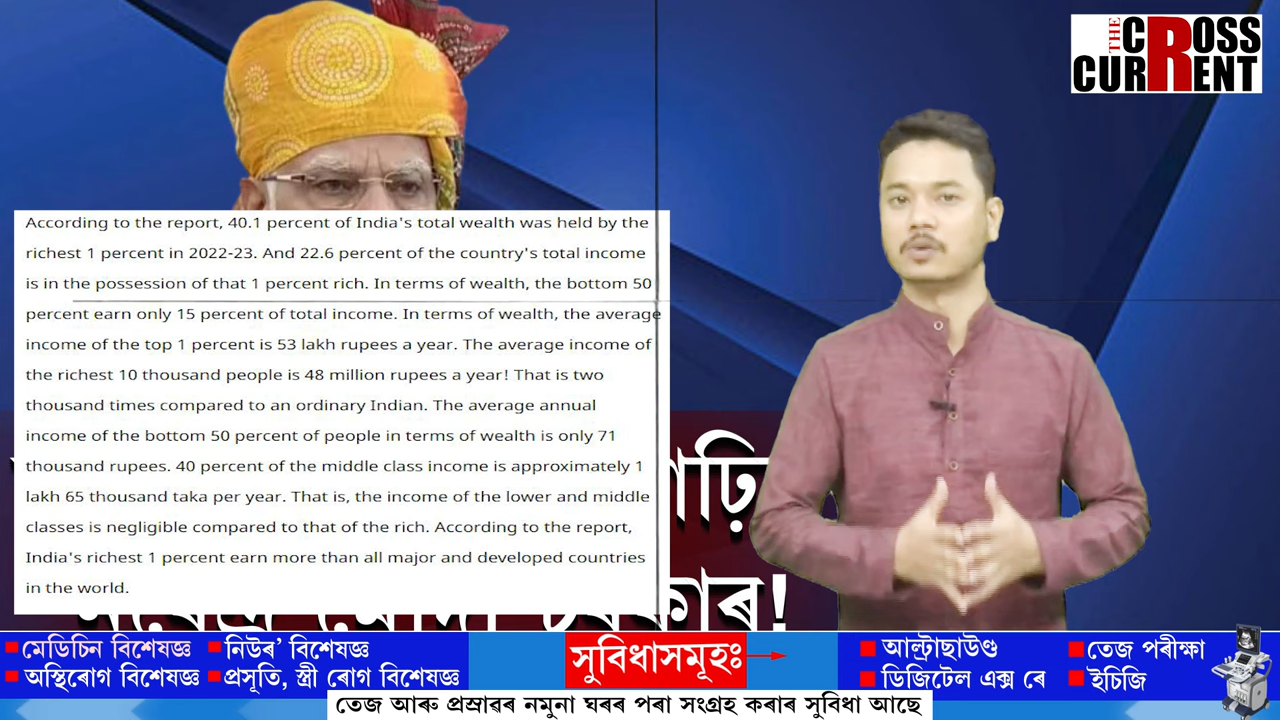 THE CROSS
CURRENT
According to the report, 40.1 percent of India's total wealth was held by the
richest 1 percent in 2022-23. And 22.6 percent of the country's total income
is in the possession of that 1 percent rich. In terms of wealth, the bottom 50
percent earn only 15 percent of total income. In terms of wealth, the average
income of the top 1 percent is 53 lakh rupees a year. The average income of
the richest 10 thousand people is 48 million rupees a year! That is two
thousand times compared to an ordinary Indian. The average annual
income of the bottom 50 percent of people in terms of wealth is only 71
thousand rupees. 40 percent of the middle class income is approximately 1
lakh 65 thousand taka per year. That is, the income of the lower and middle
classes is negligible compared to that of the rich. According to the report,
India's richest 1 percent earn more than all major and developed countries
in the world.
মেডিচিন বিশেষজ্ঞ নিউৰ’ বিশেষজ্ঞ
অস্থিৰোগ বিশেষজ্ঞ প্ৰসূতি, স্ত্ৰী ৰোগ বিশেষজ্ঞ
সুবিধাসমূহঃ
আল্ট্ৰাছাউণ্ড তেজ পৰীক্ষা
ডিজিটেল এক্স ৰে ইচিজি
তেজ আৰু প্ৰস্ৰাৱৰ নমুনা ঘৰৰ পৰা সংগ্ৰহ কৰাৰ সুবিধা আছে